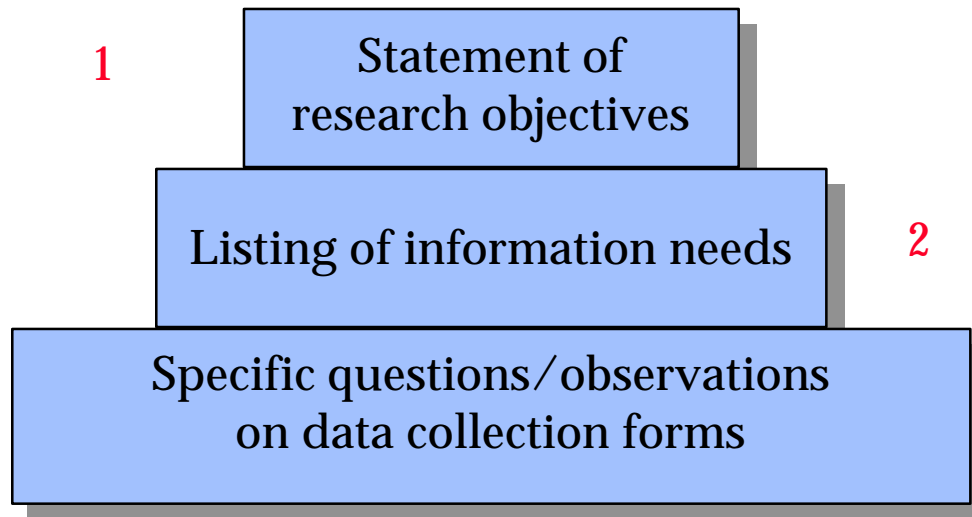 1
Statement of
research objectives
Listing of information needs
2
Specific questions/observations
on data collection forms